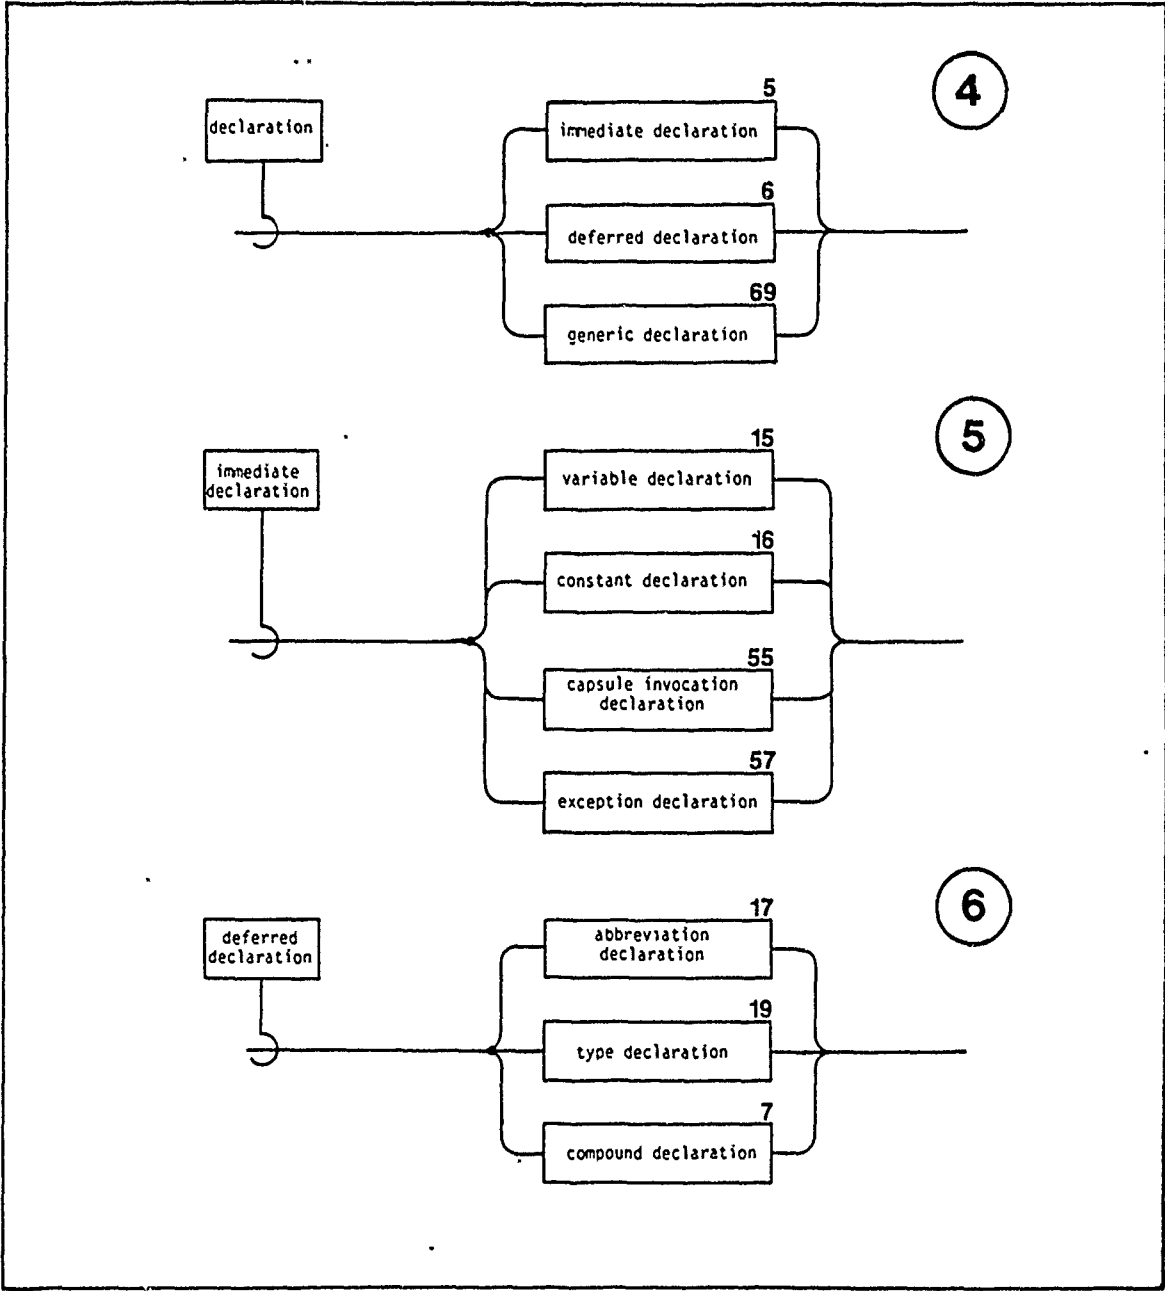 4
declaration
5
immediate declaration
6
deferred declaration
69
generic declaration
5
immediate
declaration
15
variable declaration
16
constant declaration
55
capsule invocation
declaration
57
exception declaration
6
deferred
declaration
17
abbreviation
declaration
19
type declaration
7
compound declaration